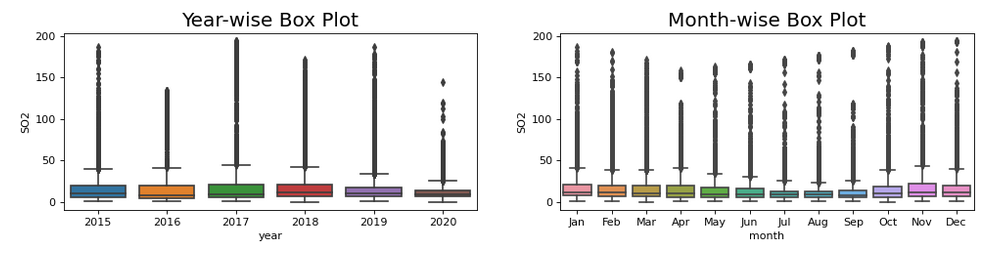 Year-wise Box Plot
200
150
100
50
0
SO2
2015 2016 2017 2018 2019 2020
year
Month-wise Box Plot
200
150
100
50
0
SO2
Jan Feb Mar Apr May Jun Jul Aug Sep Oct Nov Dec
month